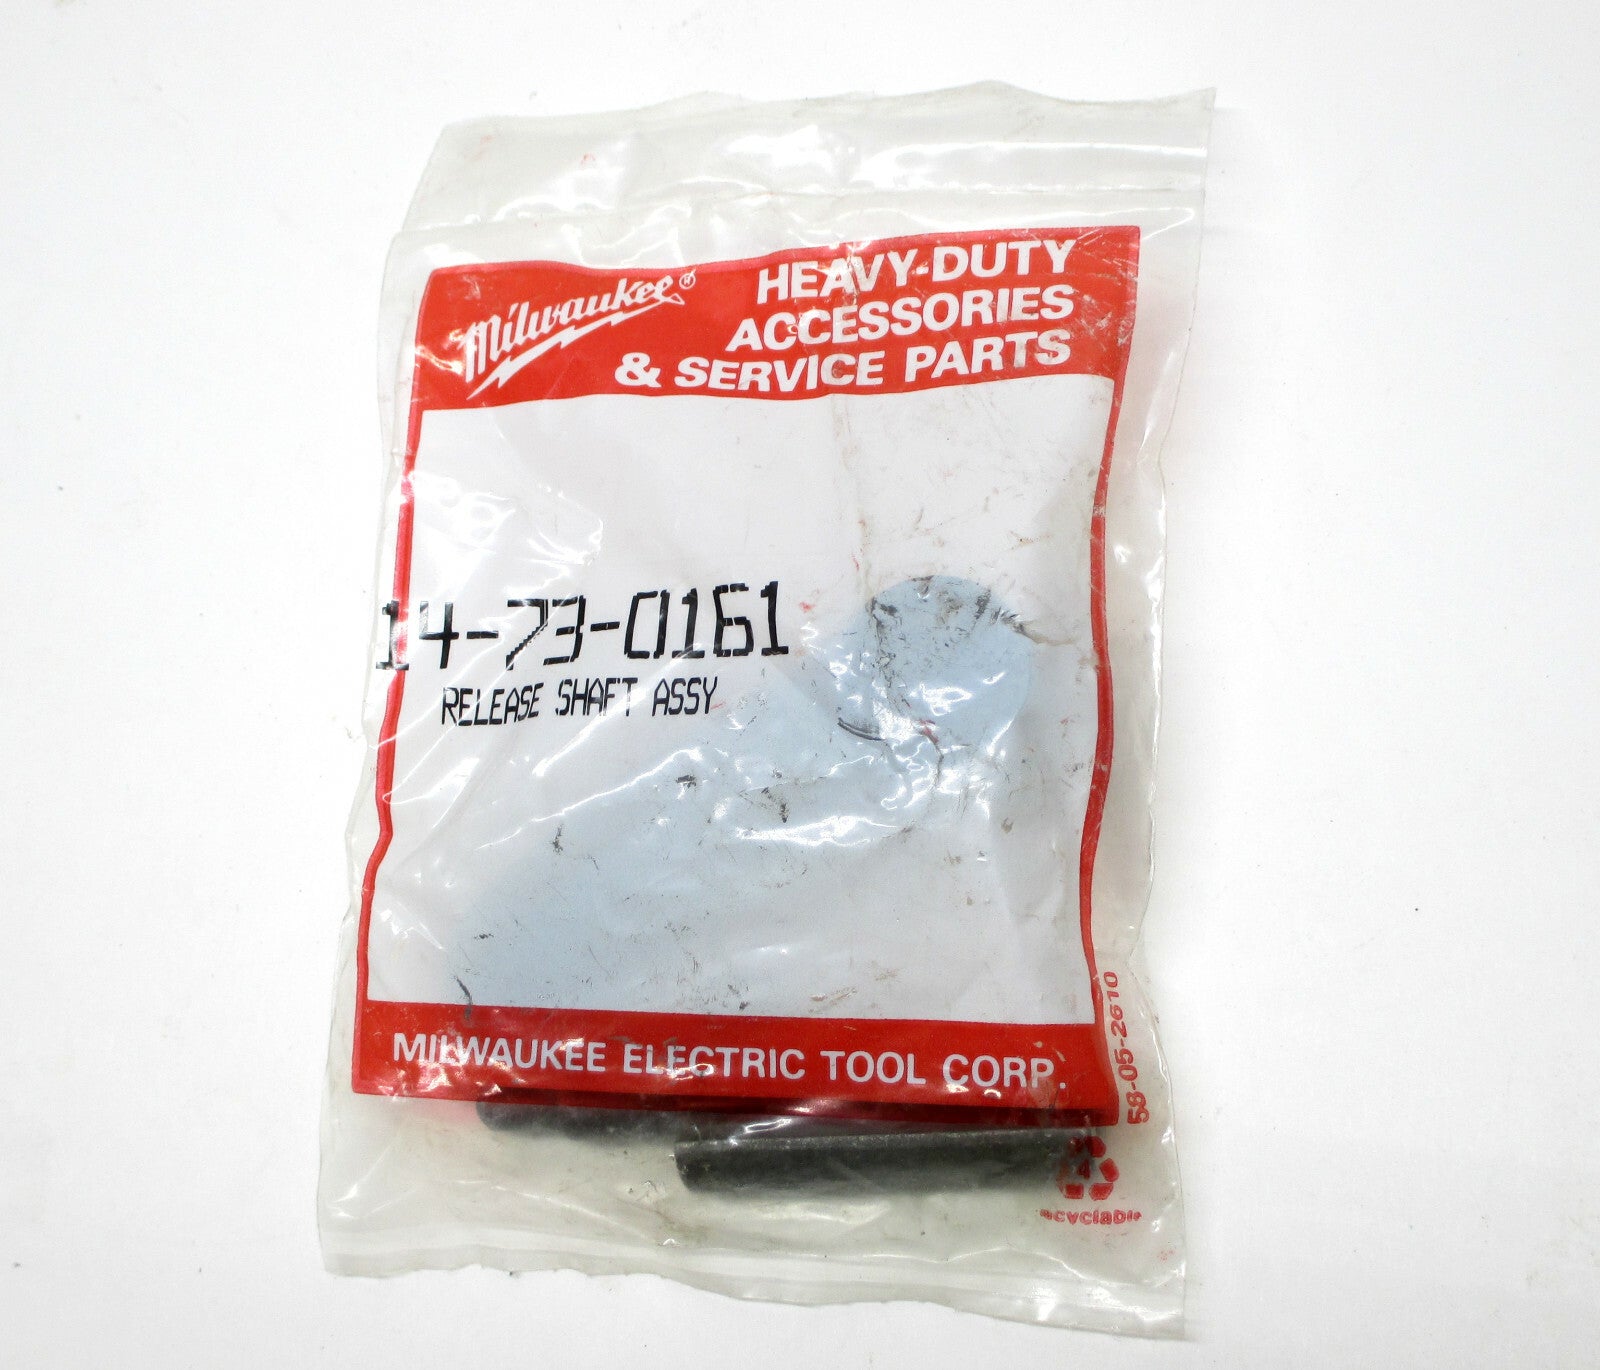 Milwaukee®
HEAVY-DUTY
ACCESSORIES
& SERVICE PARTS
14-73-0161
RELEASE SHAFT ASSY
MILWAUKEE ELECTRIC TOOL CORP.
58-05-2610
4